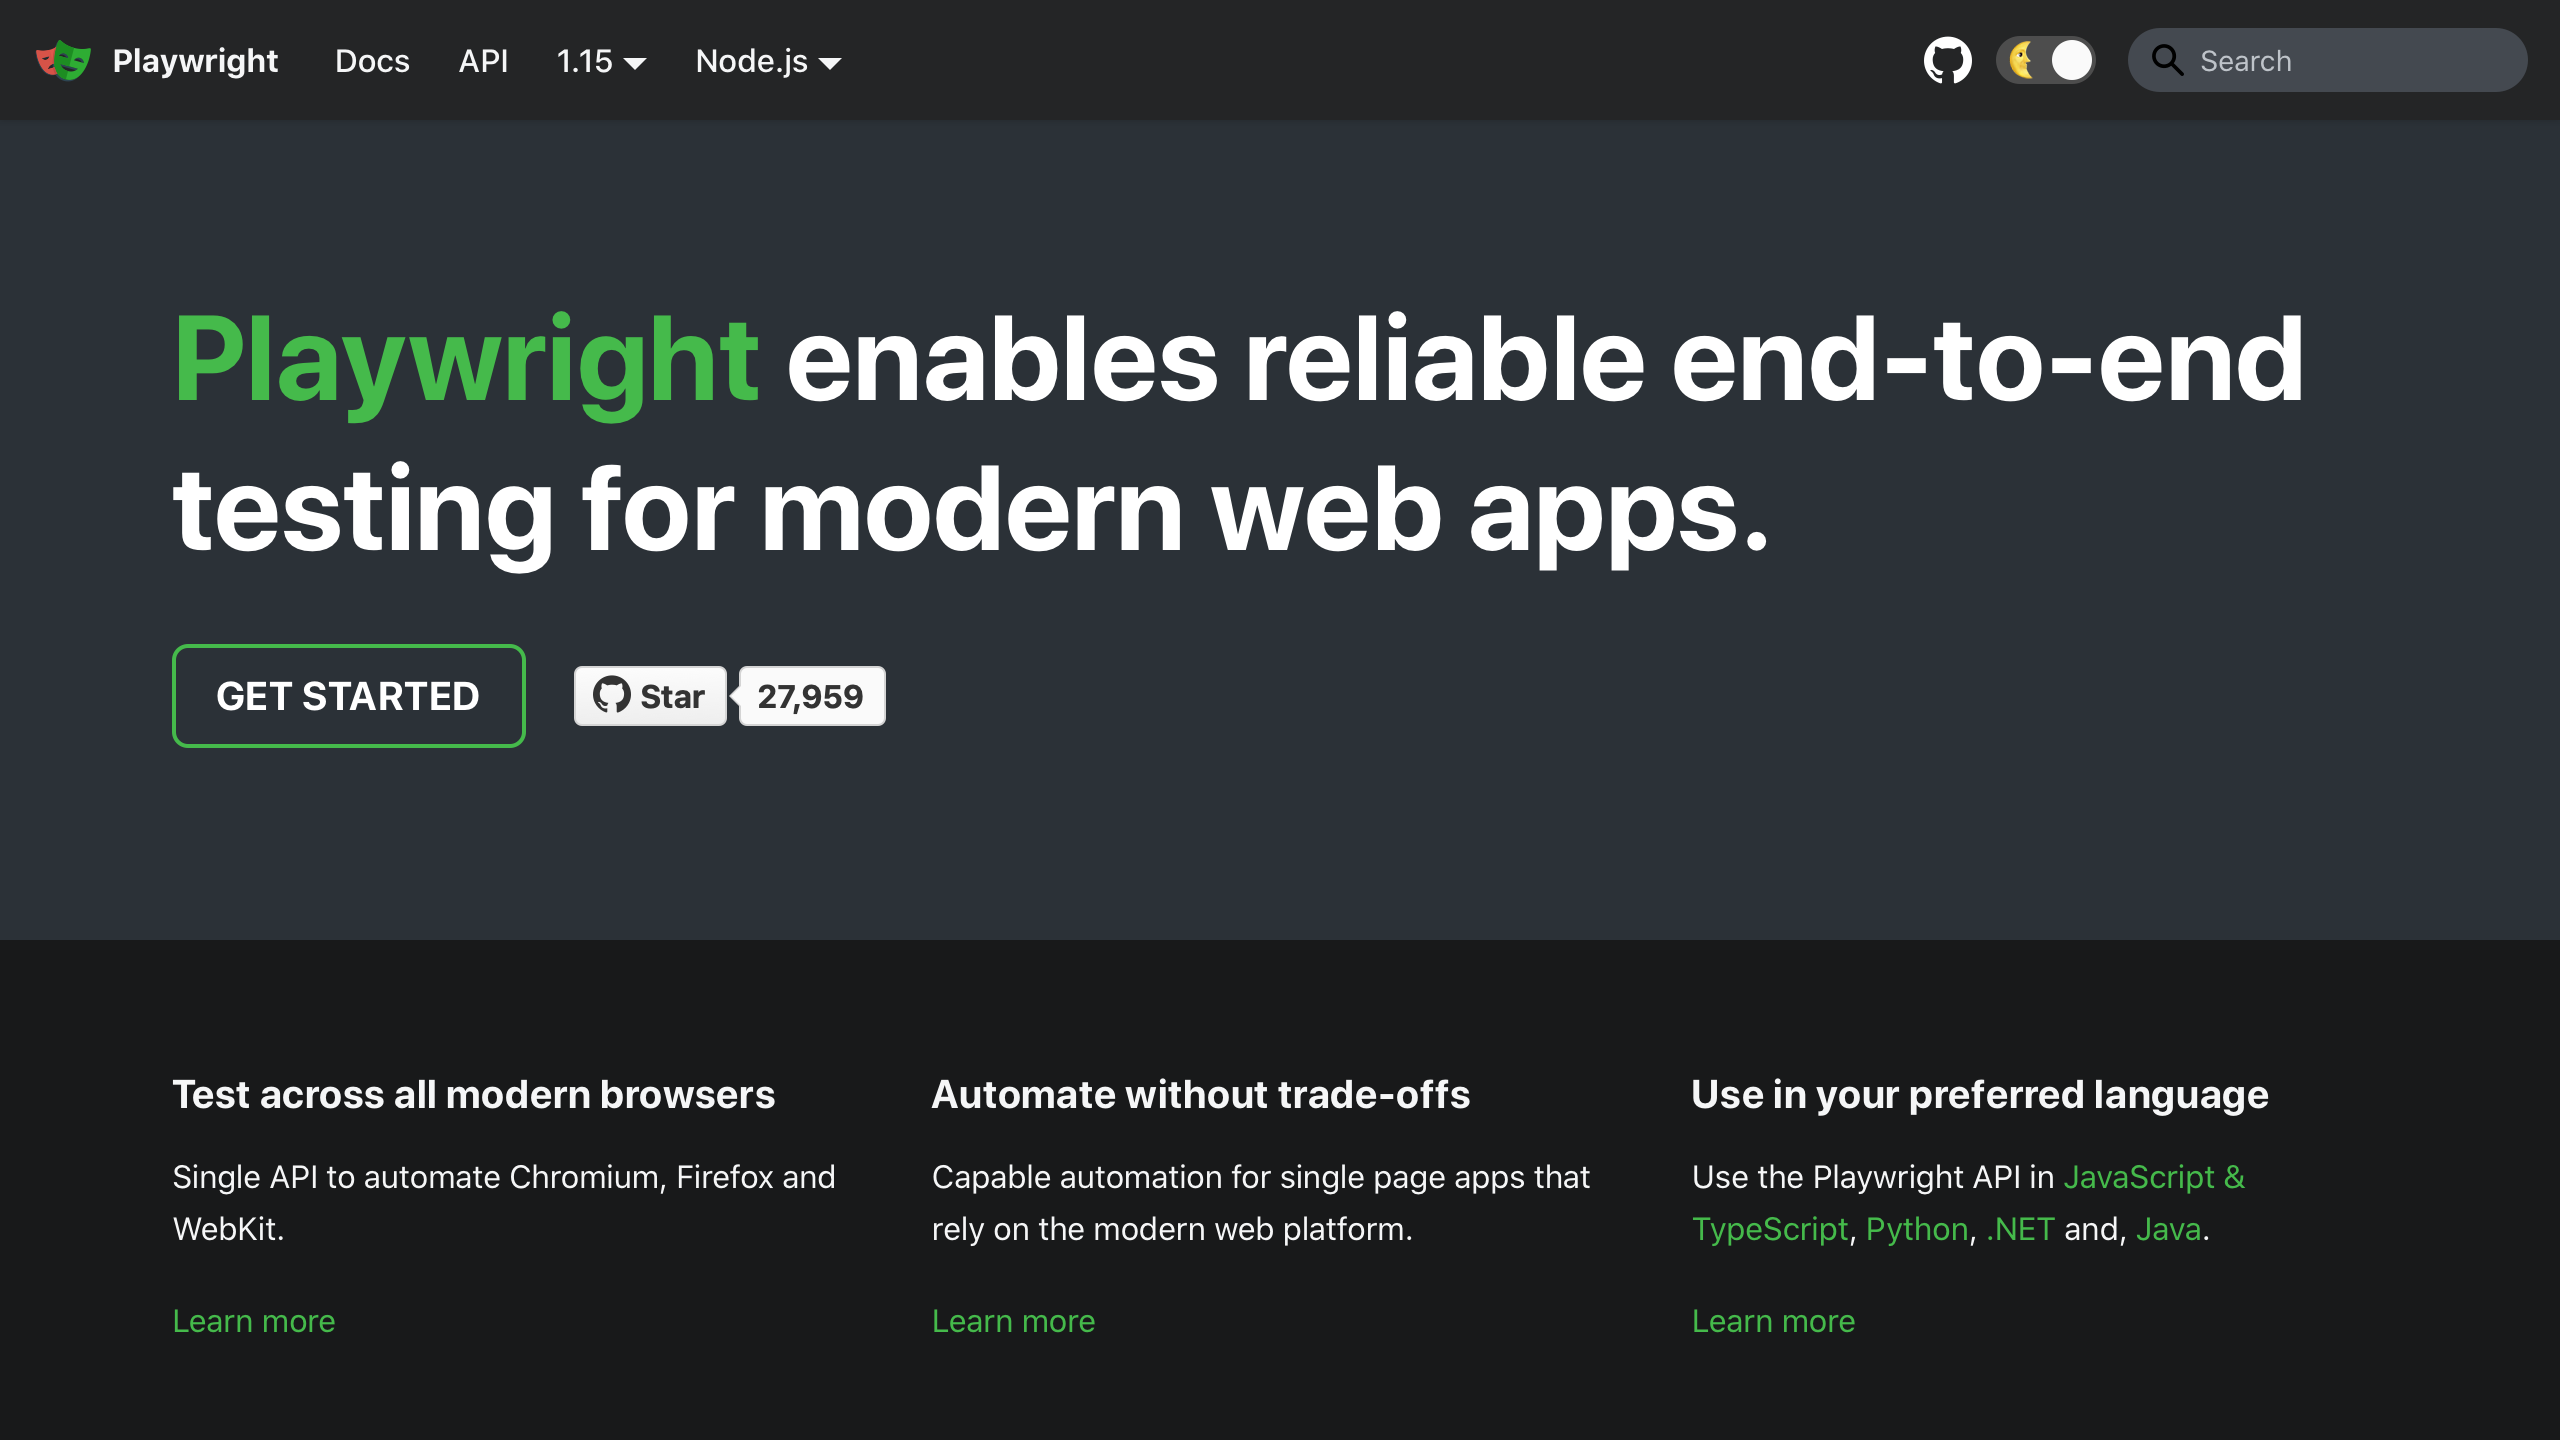 Playwright Docs API 1.15 Node.js Search
Playwright enables reliable end-to-end
testing for modern web apps.
GET STARTED Star 27,959
Test across all modern browsers
Single API to automate Chromium, Firefox and
WebKit.
Learn more
Automate without trade-offs
Capable automation for single page apps that
rely on the modern web platform.
Learn more
Use in your preferred language
Use the Playwright API in JavaScript &
TypeScript, Python, .NET and, Java.
Learn more